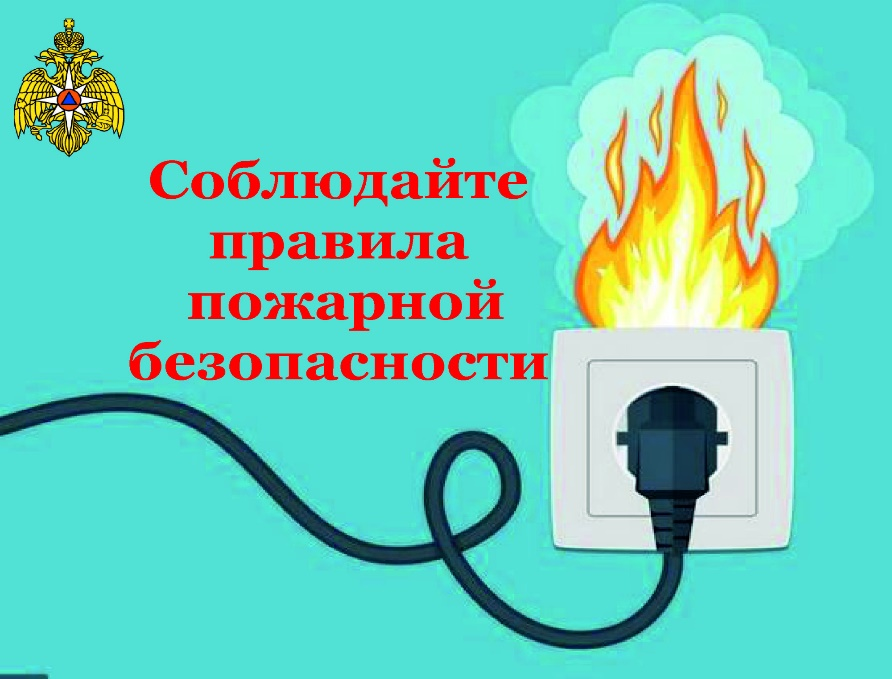 Соблюдайте
правила
пожарной
безопасности